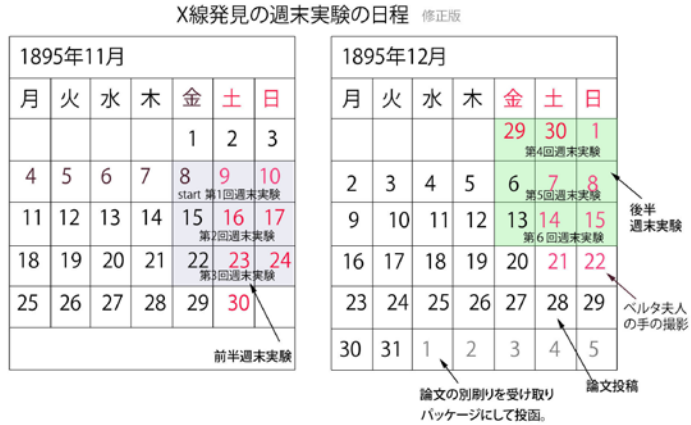 X線発見の週末実験の日程 修正版
1895年11月
月 火 水 木 金 土 日
1 2 3
4 5 6 7 8 9 10
start 第1回週末実験
11 12 13 14 15 16 17
第2回週末実験
18 19 20 21 22 23 24
第3回週末実験
25 26 27 28 29 30
前半週末実験
1895年12月
月 火 水 木 金 土 日
29 30 1
第4回週末実験
2 3 4 5 6 7 8
第5回週末実験
9 10 11 12 13 14 15
第6回週末実験
16 17 18 19 20 21 22
23 24 25 26 27 28 29
30 31 1 2 3 4 5
後半
週末実験
ベルタ夫人
の手の撮影
論文投稿
論文の別刷りを受け取り
パッケージにして投函。